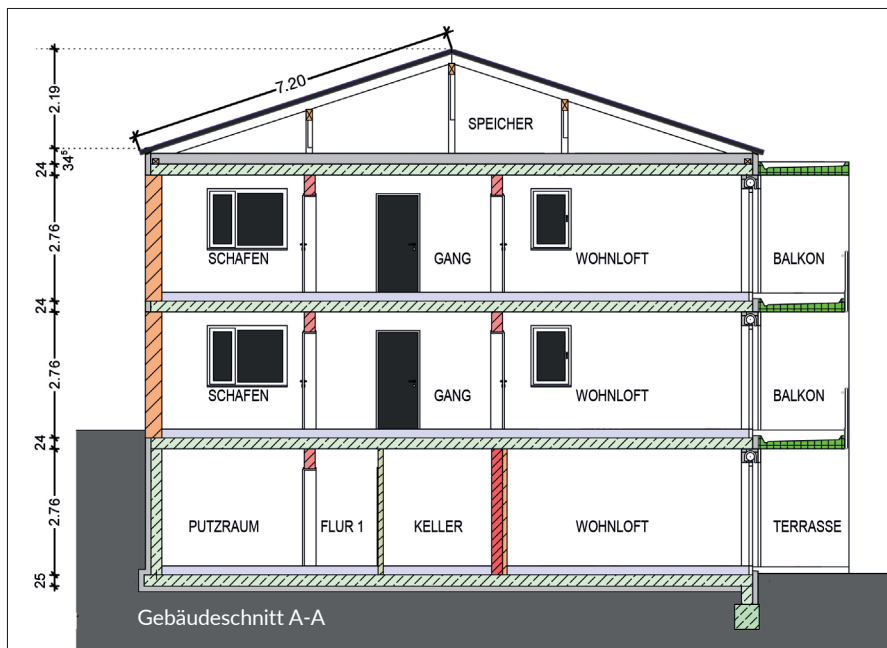 7.20
2.19
SPEICHER
34⁵
24
2.76
SCHAFEN
GANG
WOHNLOFT
BALKON
24
2.76
SCHAFEN
GANG
WOHNLOFT
BALKON
24
2.76
PUTZRAUM
FLUR 1
KELLER
WOHNLOFT
TERRASSE
25
Gebäudeschnitt A-A